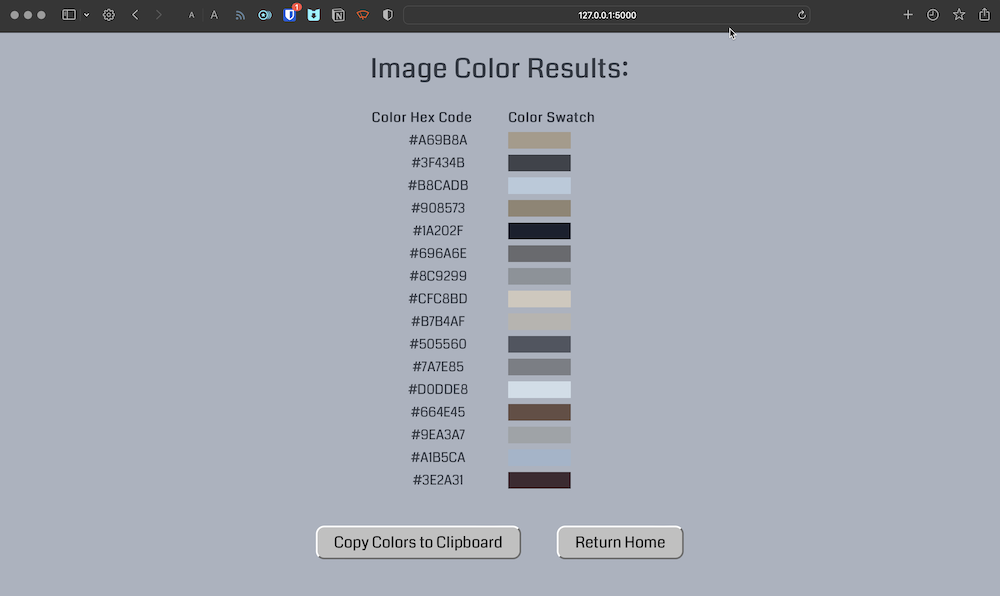 A A 1 127.0.0.1:5000
Image Color Results:
Color Hex Code Color Swatch
#A69B8A
#3F434B
#B8CADB
#908573
#1A202F
#696A6E
#8C9299
#CFC8BD
#B7B4AF
#505560
#7A7E85
#D0DDE8
#664E45
#9EA3A7
#A1B5CA
#3E2A31
Copy Colors to Clipboard Return Home